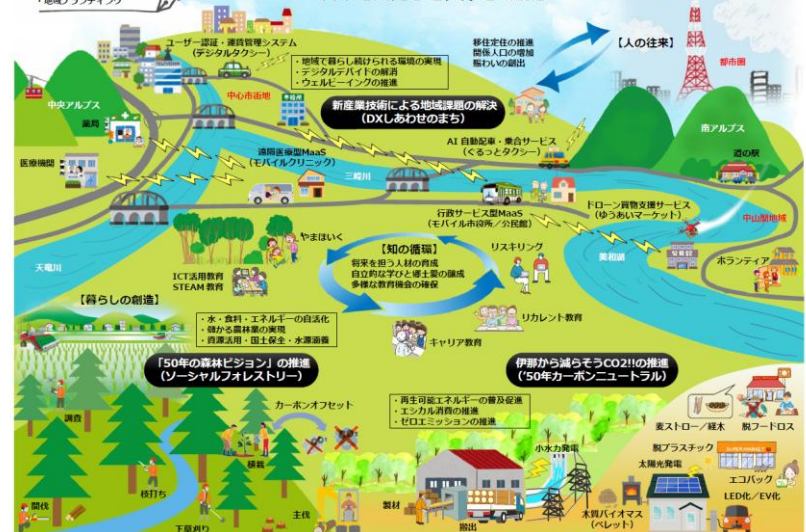 ・地域ブランディング
ユーザー認証・運賃管理システム
（デジタルタクシー）
移住定住の推進
関係人口の増加
賑わいの創出
【人の往来】
都市圏
・地域で暮らし続けられる環境の実現
・デジタルデバイドの解消
・ウェルビーイングの推進
中央アルプス
中心市街地
市役所
薬局
新産業技術による地域課題の解決
（DXしあわせのまち）
南アルプス
医療機関
遠隔医療型MaaS
（モバイルクリニック）
三峰川
AI 自動配車・乗合サービス
（ぐるっとタクシー）
道の駅
行政サービス型MaaS
（モバイル市役所／公民館）
ドローン買物支援サービス
（ゆうあいマーケット）
中山間地域
やまほいく
【知の循環】
将来を担う人材の育成
自立的な学びと郷土愛の醸成
多様な教育機会の確保
リスキリング
美和湖
公民館
ボランティア
天竜川
ICT活用教育
STEAM教育
【暮らしの創造】
リカレント教育
キャリア教育
・水・食料・エネルギーの自活化
・儲かる農林業の実現
・資源活用・国土保全・水源涵養
「50年の森林ビジョン」の推進
（ソーシャルフォレストリー）
伊那から減らそうCO2!!の推進
（'50年カーボンニュートラル）
・再生可能エネルギーの普及促進
・エシカル消費の推進
・ゼロエミッションの推進
調査
カーボンオフセット
植栽
枝打ち
間伐
下草刈り
主伐
製材
搬出
小水力発電
木質バイオマス
（ペレット）
太陽光発電
麦ストロー／経木
脱フードロス
脱プラスチック
エコバッグ
LED化／EV化